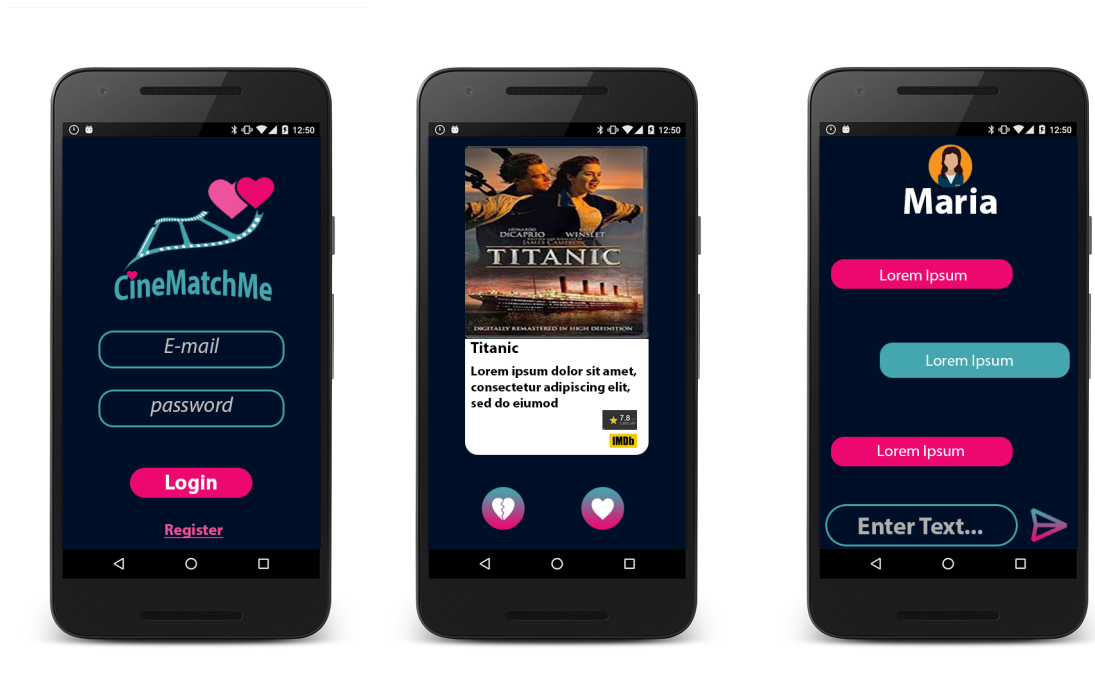 12:50
CineMatchMe
E-mail
password
Login
Register
12:50
LEONARDO
DiCAPRIO
WINSLET
JAMES CAMERON
TITANIC
DIGITALLY REMASTERED IN HIGH DEFINITION
Titanic
Lorem ipsum dolor sit amet,
consectetur adipiscing elit,
sed do eiumod
7.8
IMDb
12:50
Maria
Lorem Ipsum
Lorem Ipsum
Lorem Ipsum
Enter Text...